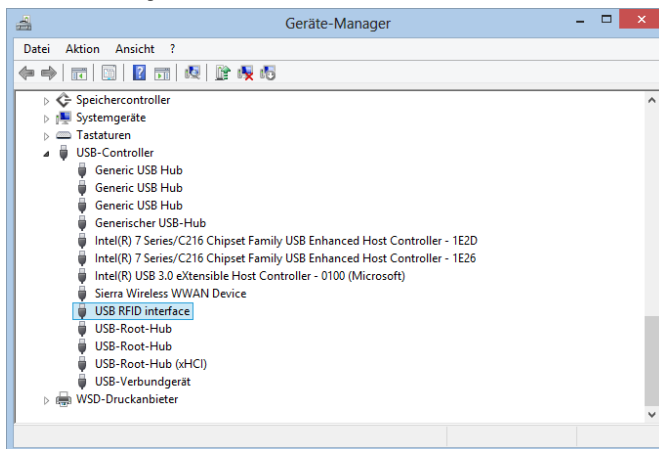 Geräte-Manager
Datei Aktion Ansicht ?
Speichercontroller
Systemgeräte
Tastaturen
USB-Controller
Generic USB Hub
Generic USB Hub
Generic USB Hub
Generischer USB-Hub
Intel(R) 7 Series/C216 Chipset Family USB Enhanced Host Controller - 1E2D
Intel(R) 7 Series/C216 Chipset Family USB Enhanced Host Controller - 1E26
Intel(R) USB 3.0 eXtensible Host Controller - 0100 (Microsoft)
Sierra Wireless WWAN Device
USB RFID interface
USB-Root-Hub
USB-Root-Hub
USB-Root-Hub (xHCI)
USB-Verbundgerät
WSD-Druckanbieter